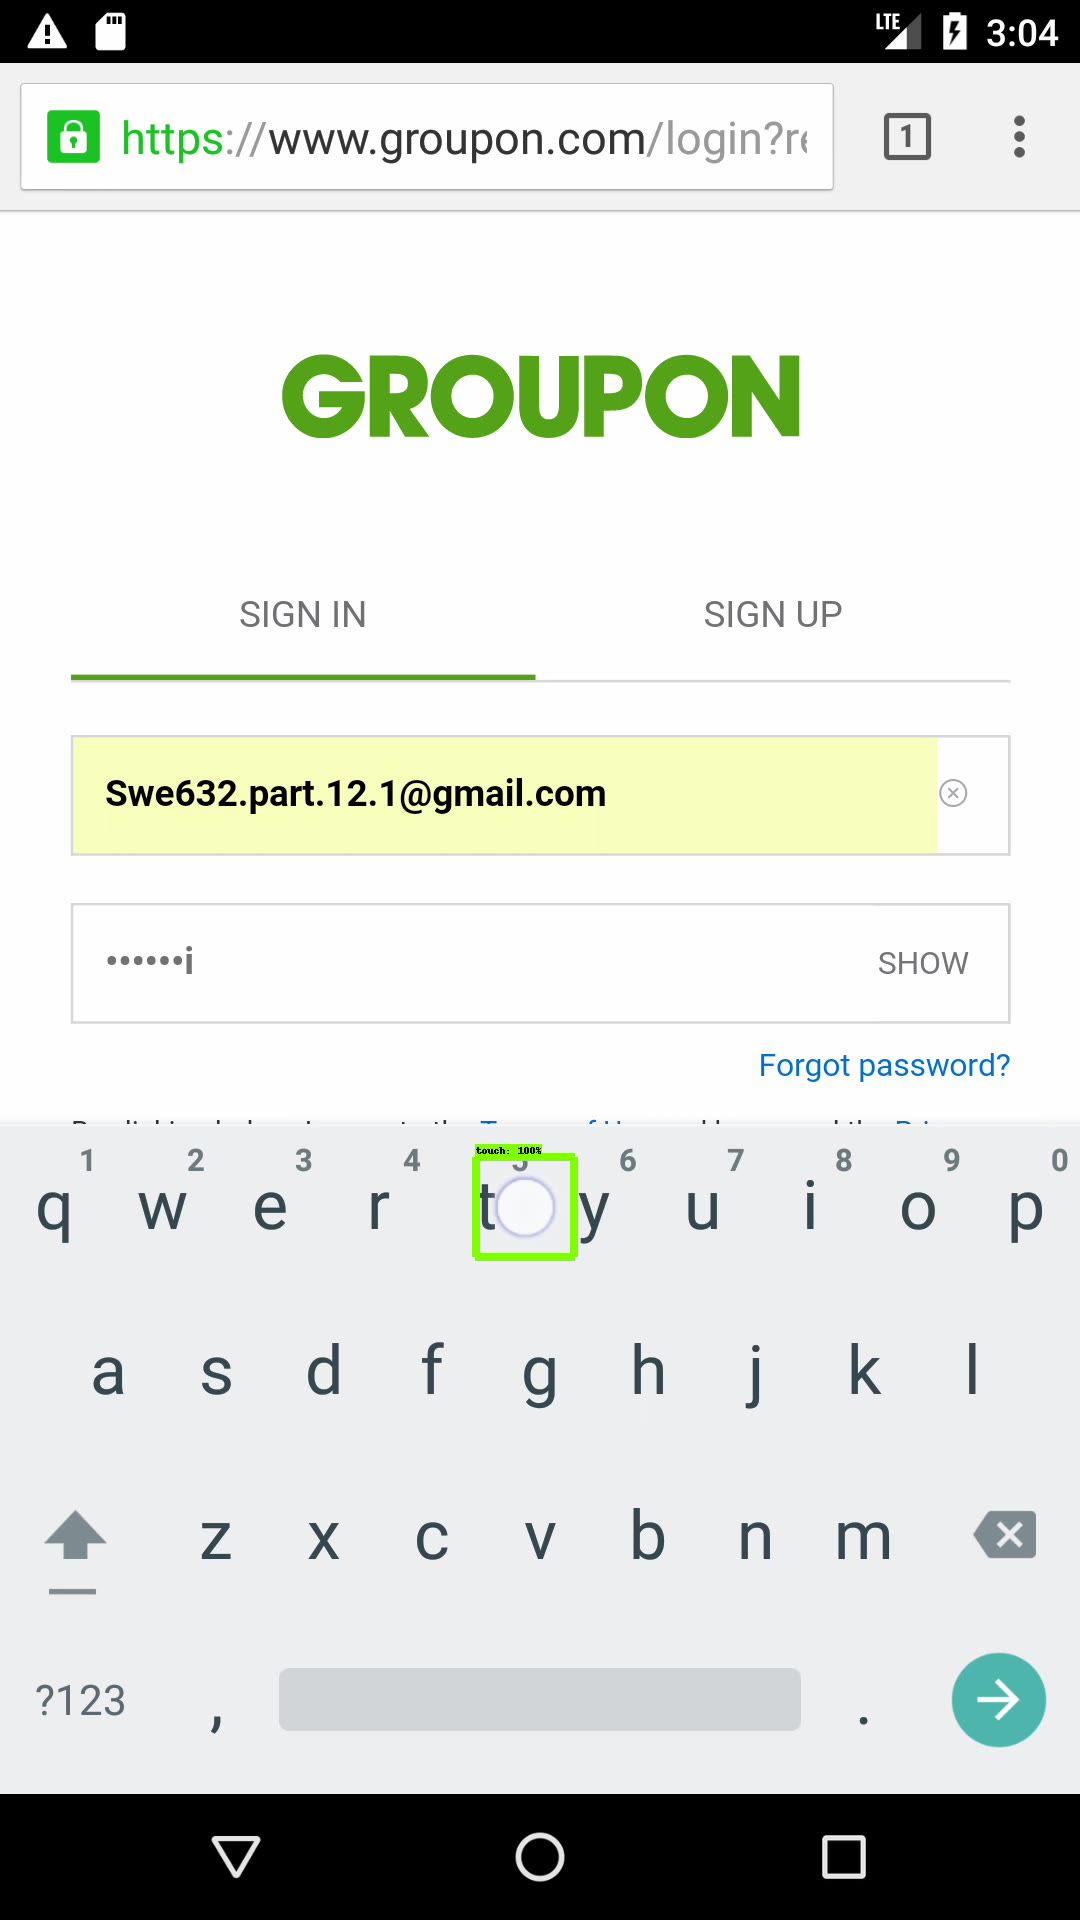 LTE 3:04
https://www.groupon.com/login?re
1
GROUPON
SIGN IN SIGN UP
Swe632.part.12.1@gmail.com
••••••i SHOW
Forgot password?
touch: 100%
1 2 3 4 5 6 7 8 9 0
q w e r t y u i o p
a s d f g h j k l
z x c v b n m
?123 , .